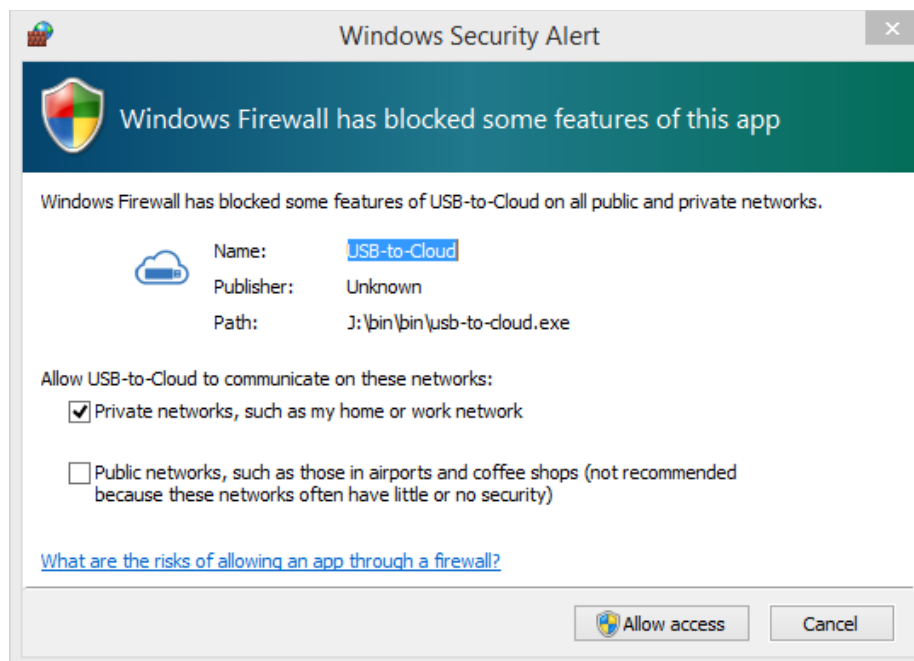 Windows Security Alert
Windows Firewall has blocked some features of this app
Windows Firewall has blocked some features of USB-to-Cloud on all public and private networks.
Name: USB-to-Cloud
Publisher: Unknown
Path: J:\bin\bin\usb-to-cloud.exe
Allow USB-to-Cloud to communicate on these networks:
Private networks, such as my home or work network
Public networks, such as those in airports and coffee shops (not recommended
because these networks often have little or no security)
What are the risks of allowing an app through a firewall?
Allow access Cancel